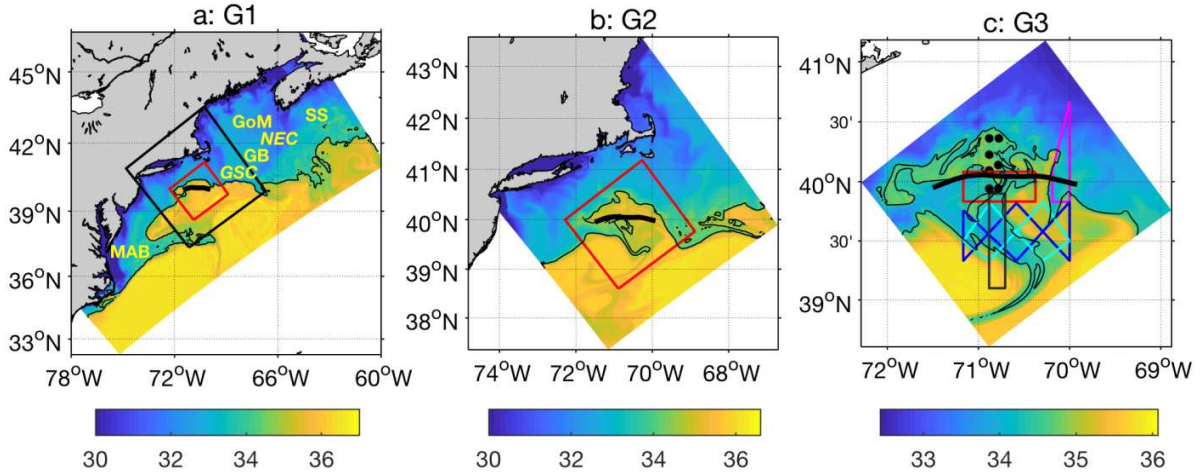 a: G1
45°N
42°N
39°N
36°N
33°N
78°W 72°W 66°W 60°W
SS
GoM
NEC
GB
GSC
MAB
30 32 34 36
b: G2
43°N
42°N
41°N
40°N
39°N
38°N
74°W 72°W 70°W 68°W
30 32 34 36
c: G3
41°N
30'
40°N
30'
39°N
72°W 71°W 70°W 69°W
33 34 35 36